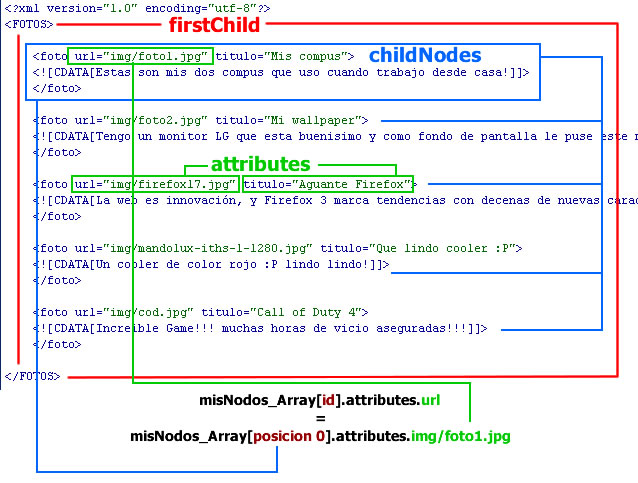 <?xml version="1.0" encoding="utf-8"?>
<FOTOS>
firstChild
<foto url="img/foto1.jpg" titulo="Mis compus">
childNodes
<![CDATA[Estas son mis dos compus que uso cuando trabajo desde casa!]]>
</foto>
<foto url="img/foto2.jpg" titulo="Mi wallpaper">
<![CDATA[Tengo un monitor LG que esta buenisimo y como fondo de pantalla le puse este
</foto>
attributes
<foto url="img/firefox17.jpg" titulo="Aguante Firefox">
<![CDATA[La web es innovación, y Firefox 3 marca tendencias con decenas de nuevas
</foto>
<foto url="img/mandolux-iths-1-1280.jpg" titulo="Que lindo cooler :P">
<![CDATA[Un cooler de color rojo :P lindo lindo!]]>
</foto>
<foto url="img/cod.jpg" titulo="Call of Duty 4">
<![CDATA[Increible Game!!! muchas horas de vicio aseguradas!!!]]>
</foto>
</FOTOS>
misNodos_Array[id].attributes.url
=
misNodos_Array[posicion 0].attributes.img/foto1.jpg